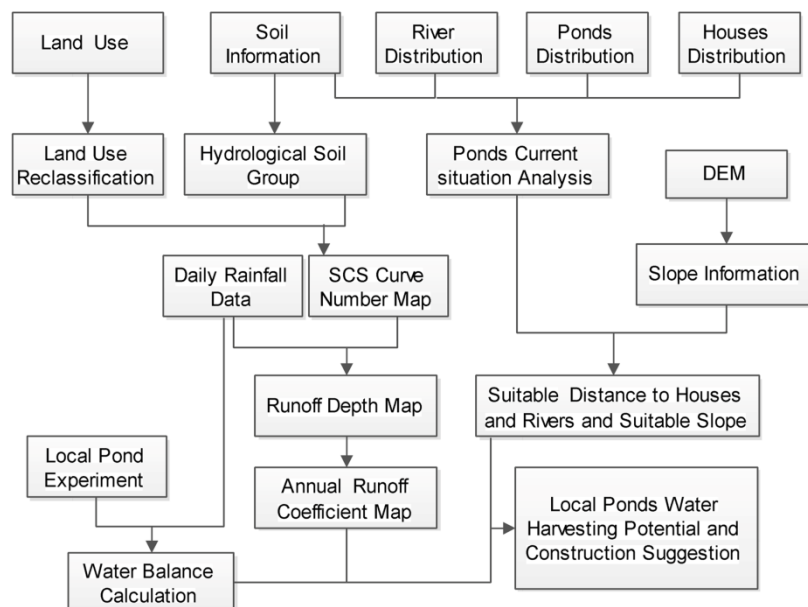 Land Use
Soil
Information
River
Distribution
Ponds
Distribution
Houses
Distribution
Land Use
Reclassification
Hydrological Soil
Group
Ponds Current
situation Analysis
DEM
Daily Rainfall
Data
SCS Curve
Number Map
Slope Information
Runoff Depth Map
Suitable Distance to Houses
and Rivers and Suitable Slope
Local Pond
Experiment
Annual Runoff
Coefficient Map
Local Ponds Water
Harvesting Potential and
Construction Suggestion
Water Balance
Calculation